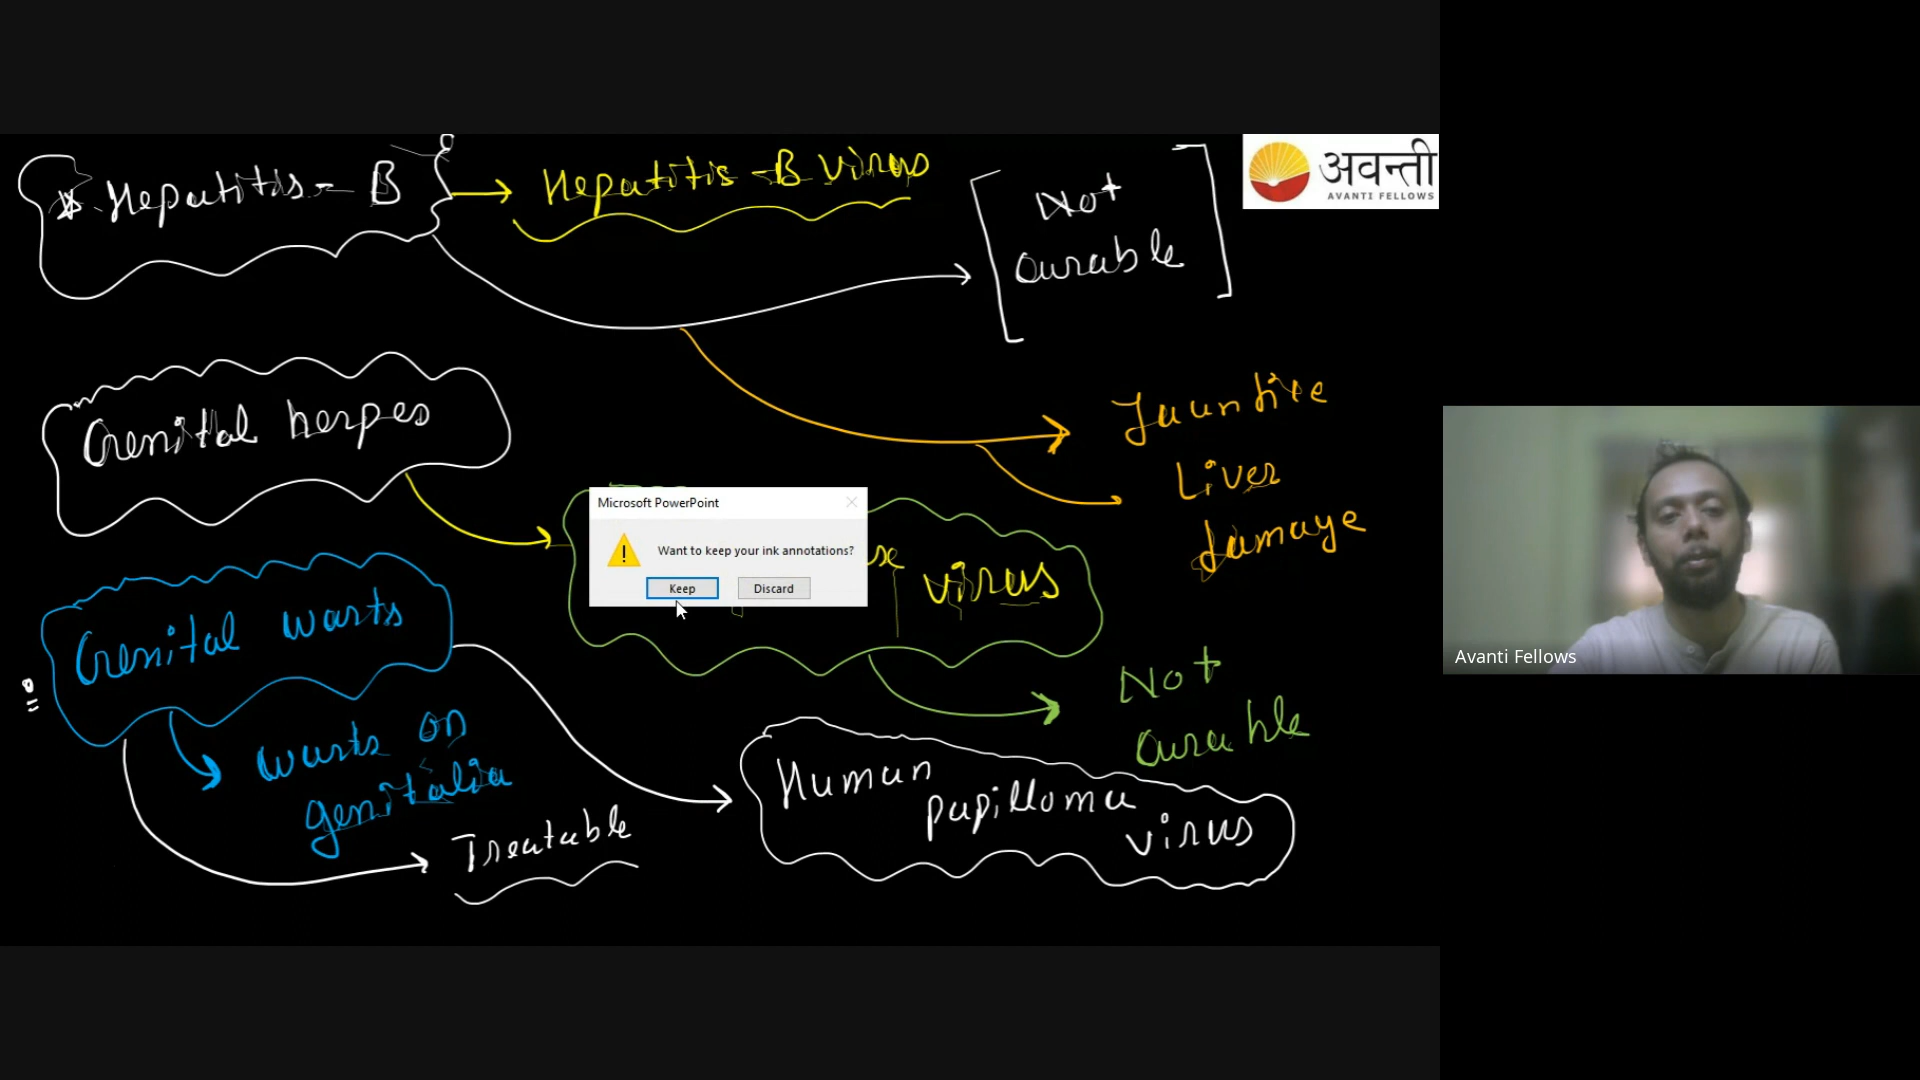 * Hepatitis - B
Hepatitis - B virus
Not
curable
अवन्ती
AVANTI FELLOWS
Genital herpes
Jaundice
Liver
damage
Microsoft PowerPoint
Want to keep your ink annotations?
Keep
Discard
virus
Avanti Fellows
Genital warts
Not
curable
warts on
genitalia
Treatable
Human
papilloma
virus